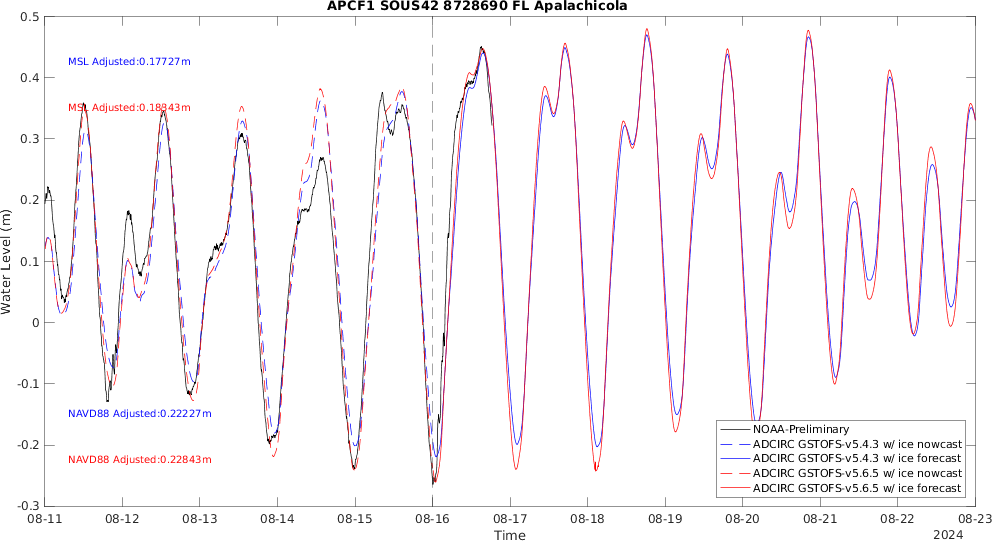 APCF1 SOUS42 8728690 FL Apalachicola
Water Level (m)
0.5
0.4
0.3
0.2
0.1
0
-0.1
-0.2
-0.3
MSL Adjusted:0.17727m
MSL Adjusted:0.18843m
NAVD88 Adjusted:0.22227m
NAVD88 Adjusted:0.22843m
NOAA-Preliminary
ADCIRC GSTOFS-v5.4.3 w/ ice nowcast
ADCIRC GSTOFS-v5.4.3 w/ ice forecast
ADCIRC GSTOFS-v5.6.5 w/ ice nowcast
ADCIRC GSTOFS-v5.6.5 w/ ice forecast
08-11 08-12 08-13 08-14 08-15 08-16 08-17 08-18 08-19 08-20 08-21 08-22 08-23
Time
2024